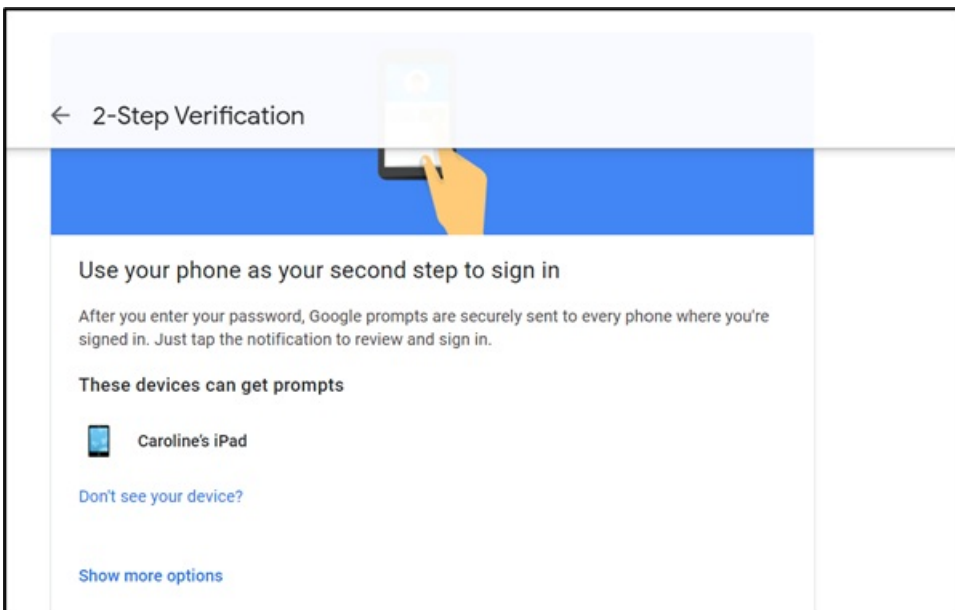 2-Step Verification
Use your phone as your second step to sign in
After you enter your password, Google prompts are securely sent to every phone where you're
signed in. Just tap the notification to review and sign in.
These devices can get prompts
Caroline's iPad
Don't see your device?
Show more options